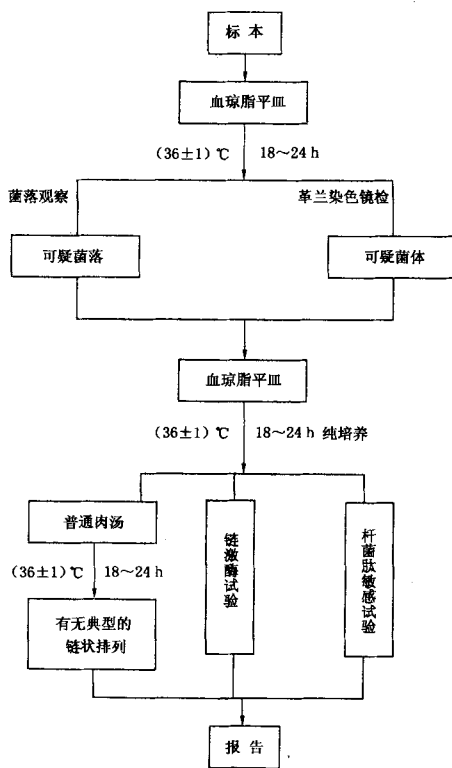 标 本
血琼脂平皿
(36±1)℃ 18～24 h
菌落观察
革兰染色镜检
可疑菌落
可疑菌体
血琼脂平皿
(36±1)℃ 18～24 h 纯培养
普通肉汤
链激酶试验
杆菌肽敏感试验
(36±1)℃ 18～24 h
有无典型的
链状排列
报 告